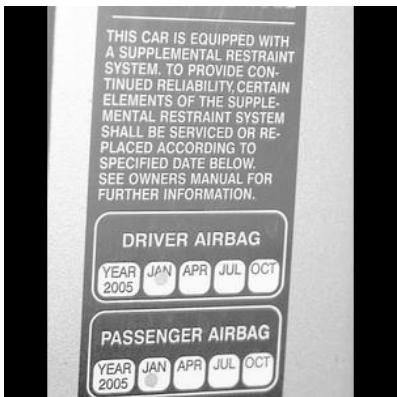 THIS CAR IS EQUIPPED WITH
A SUPPLEMENTAL RESTRAINT
SYSTEM. TO PROVIDE CON-
TINUED RELIABILITY, CERTAIN
ELEMENTS OF THE SUPPLE-
MENTAL RESTRAINT SYSTEM
SHALL BE SERVICED OR RE-
PLACED ACCORDING TO
SPECIFIED DATE BELOW.
SEE OWNERS MANUAL FOR
FURTHER INFORMATION.
DRIVER AIRBAG
YEAR JAN APR JUL OCT
2005
PASSENGER AIRBAG
YEAR JAN APR JUL OCT
2005